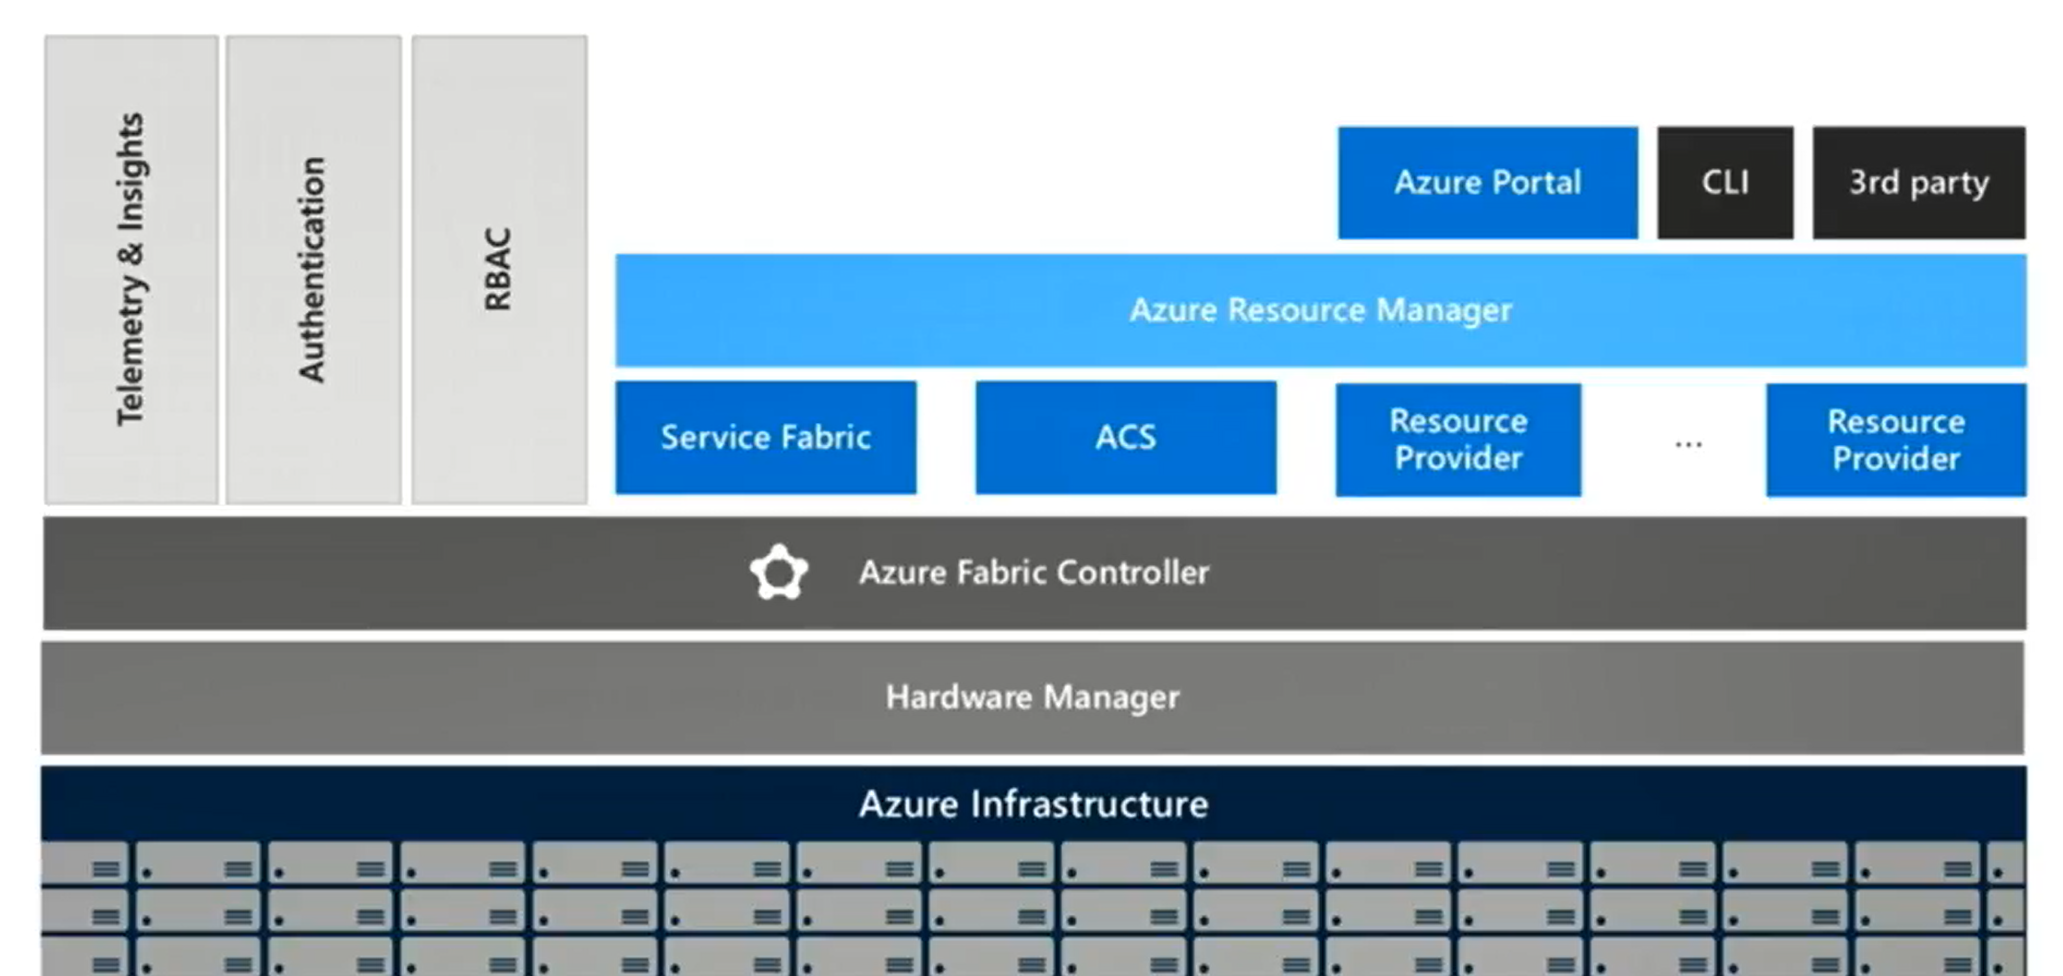 Telemetry & Insights
Authentication
RBAC
Azure Portal
CLI
3rd party
Azure Resource Manager
Service Fabric
ACS
Resource
Provider
...
Resource
Provider
Azure Fabric Controller
Hardware Manager
Azure Infrastructure